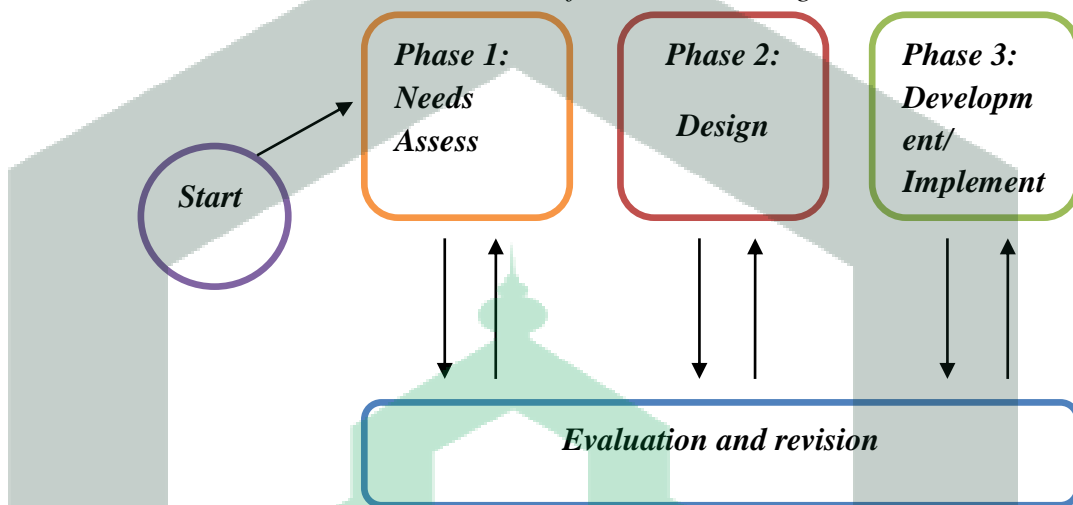 Phase 1:
Needs
Assess
Phase 2:
Design
Phase 3:
Developm
ent/
Implement
Start
Evaluation and revision